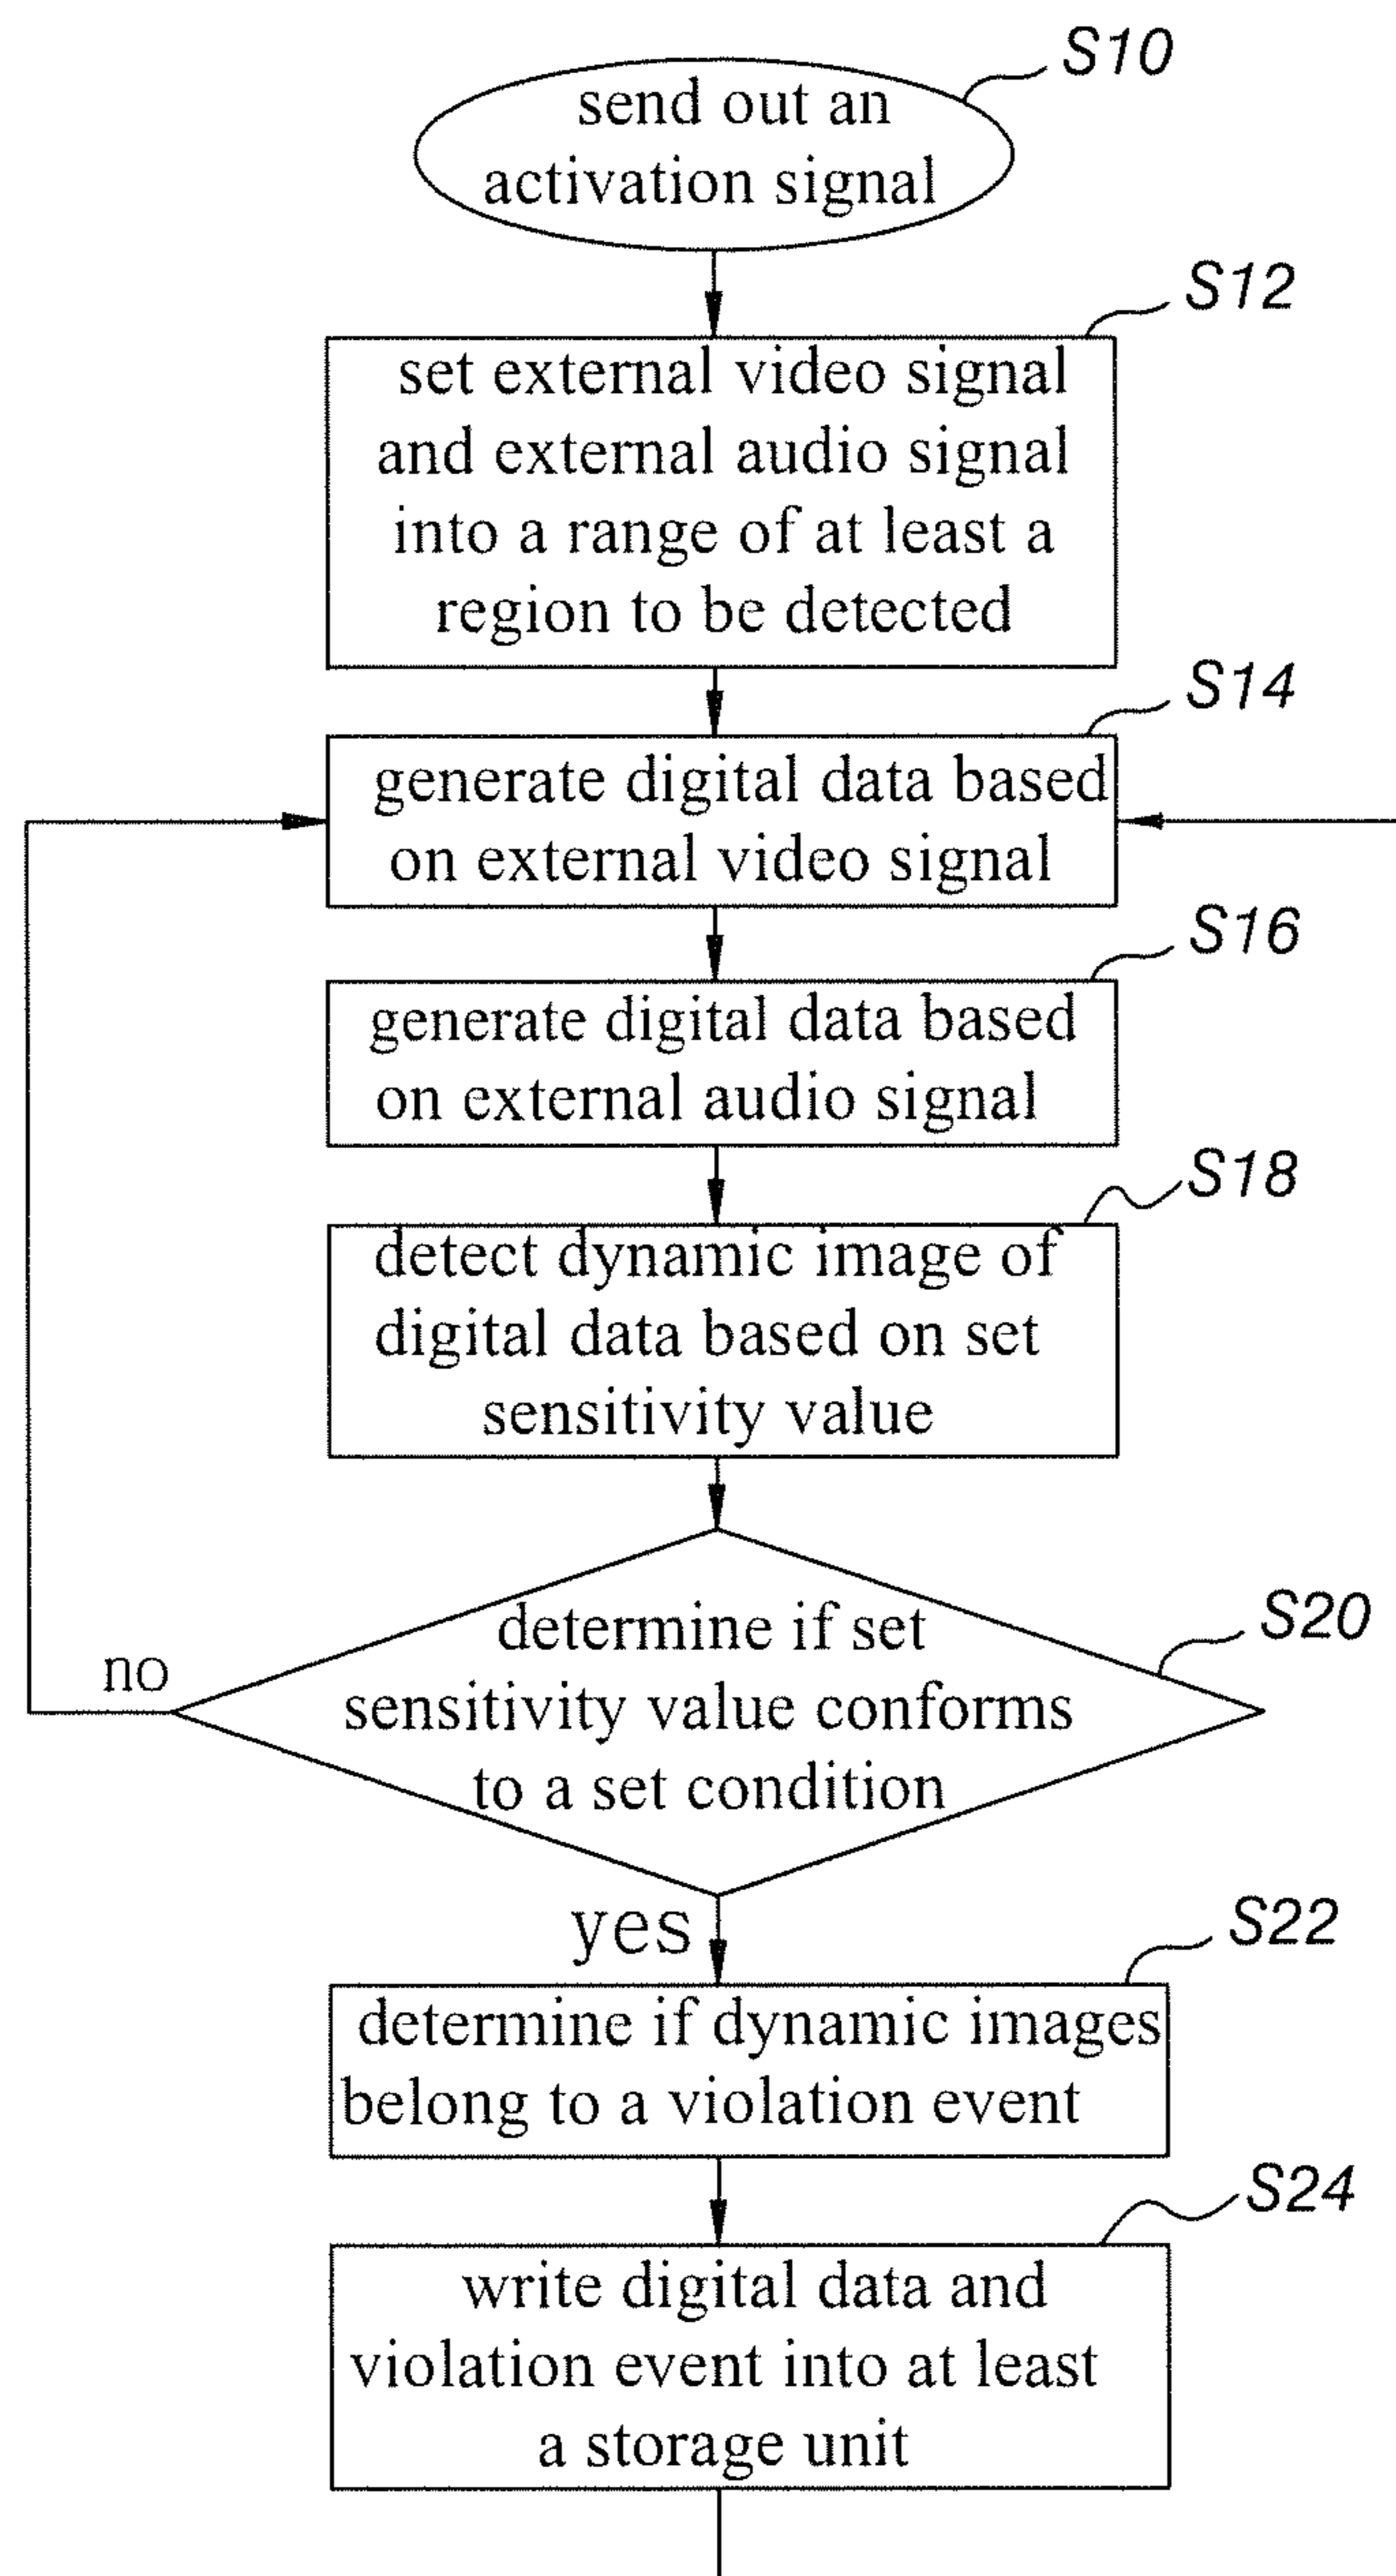 S10
send out an
activation signal
S12
set external video signal
and external audio signal
into a range of at least a
region to be detected
S14
generate digital data based
on external video signal
S16
generate digital data based
on external audio signal
S18
detect dynamic image of
digital data based on set
sensitivity value
S20
determine if set
sensitivity value conforms
to a set condition
no
yes
S22
determine if dynamic images
belong to a violation event
S24
write digital data and
violation event into at least
a storage unit